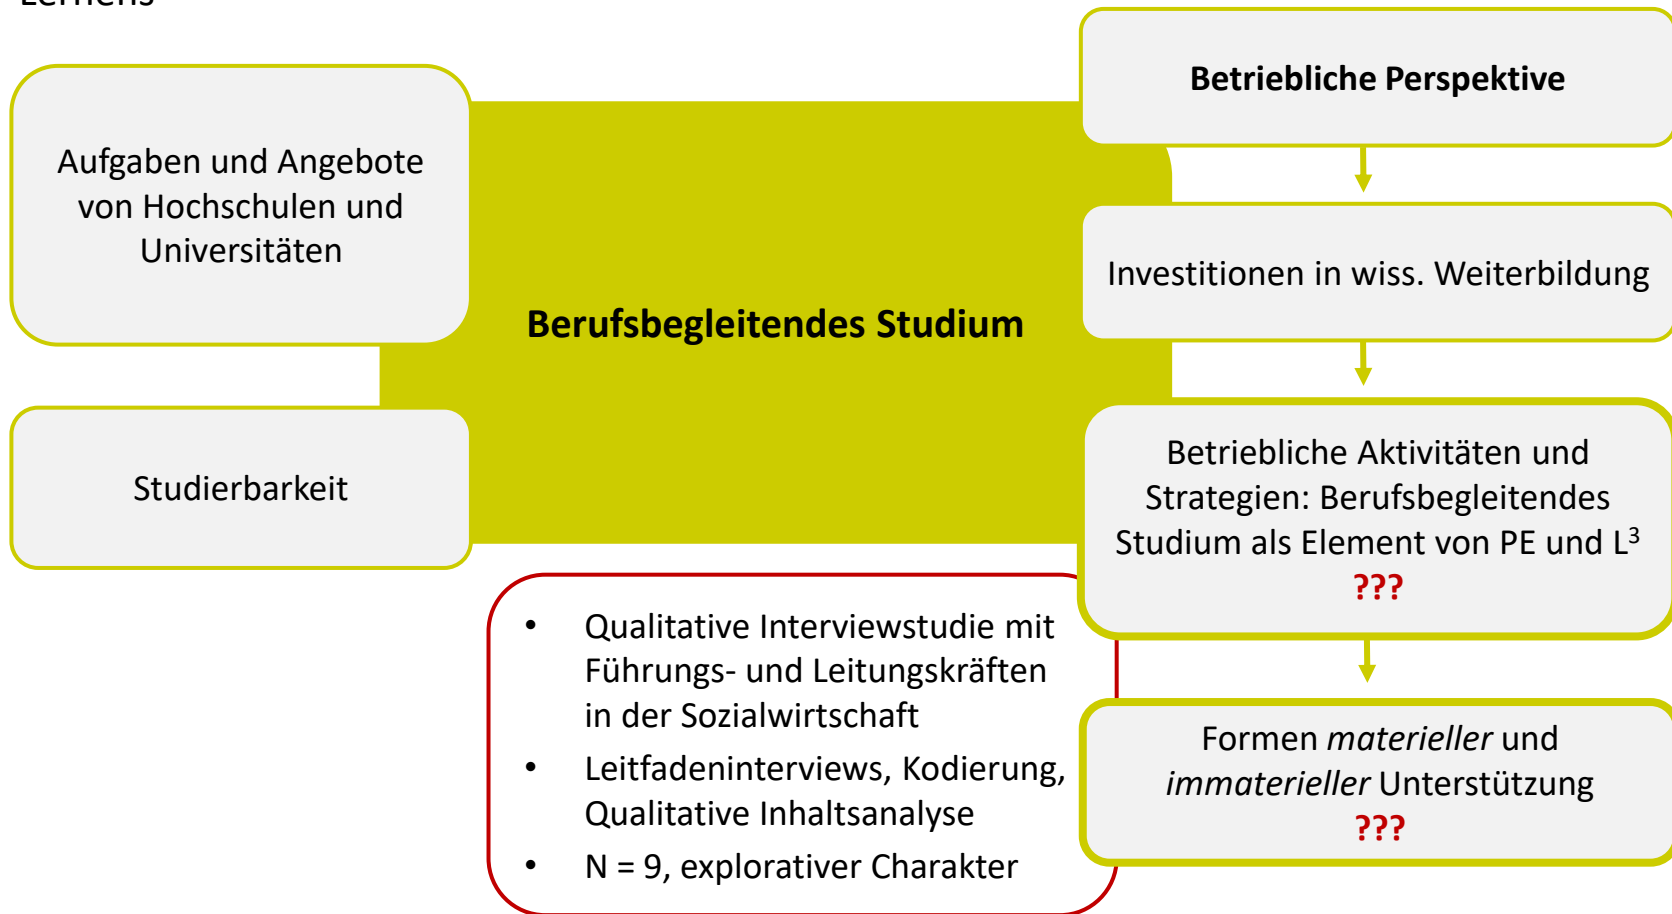 Lernens
Aufgaben und Angebote
von Hochschulen und
Universitäten
Studierbarkeit
Berufsbegleitendes Studium
• Qualitative Interviewstudie mit
Führungs- und Leitungskräften
in der Sozialwirtschaft
• Leitfadeninterviews, Kodierung,
Qualitative Inhaltsanalyse
• N = 9, explorativer Charakter
Betriebliche Perspektive
Investitionen in wiss. Weiterbildung
Betriebliche Aktivitäten und
Strategien: Berufsbegleitendes
Studium als Element von PE und L³
???
Formen materieller und
immaterieller Unterstützung
???